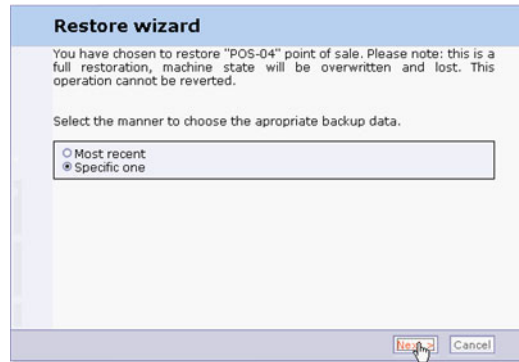 Restore wizard
You have chosen to restore "POS-04" point of sale. Please note: this is a
full restoration, machine state will be overwritten and lost. This
operation cannot be reverted.
Select the manner to choose the apropriate backup data.
Most recent
Specific one
Next > Cancel